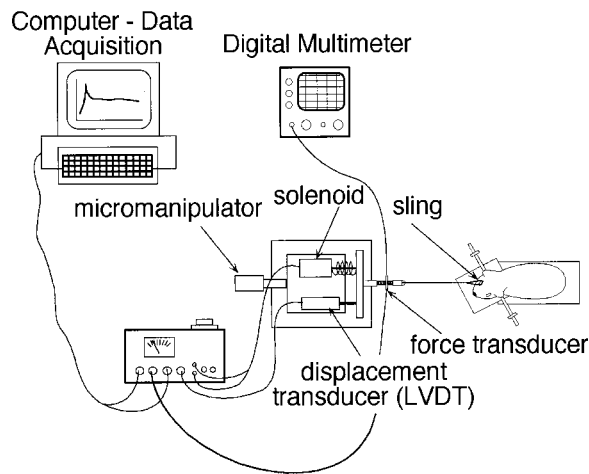 Computer - Data
Acquisition
Digital Multimeter
micromanipulator
solenoid
sling
force transducer
displacement
transducer (LVDT)